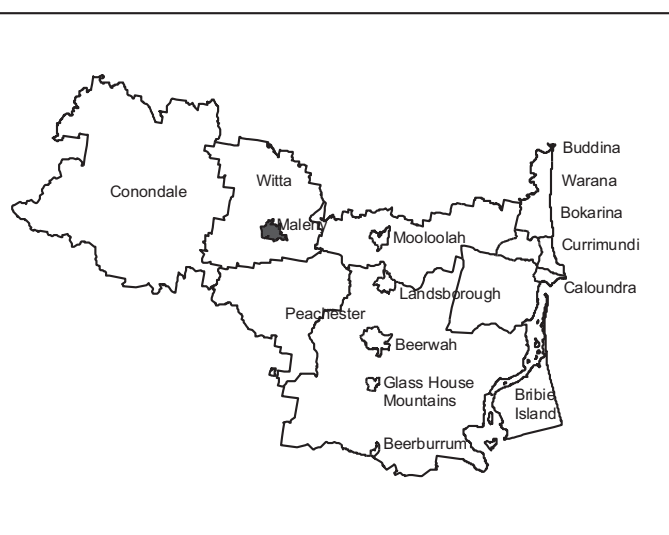 Buddina
Conondale
Witta
Warana
Maleny
Bokarina
Mooloolah
Currimundi
Landsborough
Caloundra
Peachester
Beerwah
Glass House
Mountains
Bribie
Island
Beerburrum